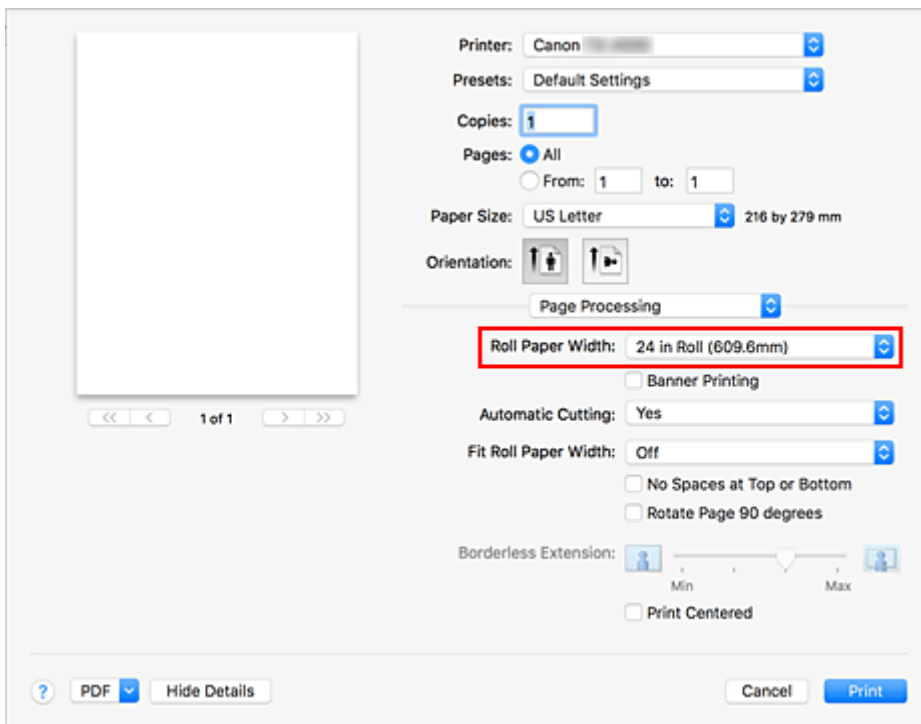 Printer: Canon
Presets: Default Settings
Copies: 1
Pages: All
From: 1 to: 1
Paper Size: US Letter 216 by 279 mm
Orientation:
Page Processing
Roll Paper Width: 24 in Roll (609.6mm)
Banner Printing
<< < 1 of 1 > >>
Automatic Cutting: Yes
Fit Roll Paper Width: Off
No Spaces at Top or Bottom
Rotate Page 90 degrees
Borderless Extension:
Min Max
Print Centered
? PDF Hide Details Cancel Print